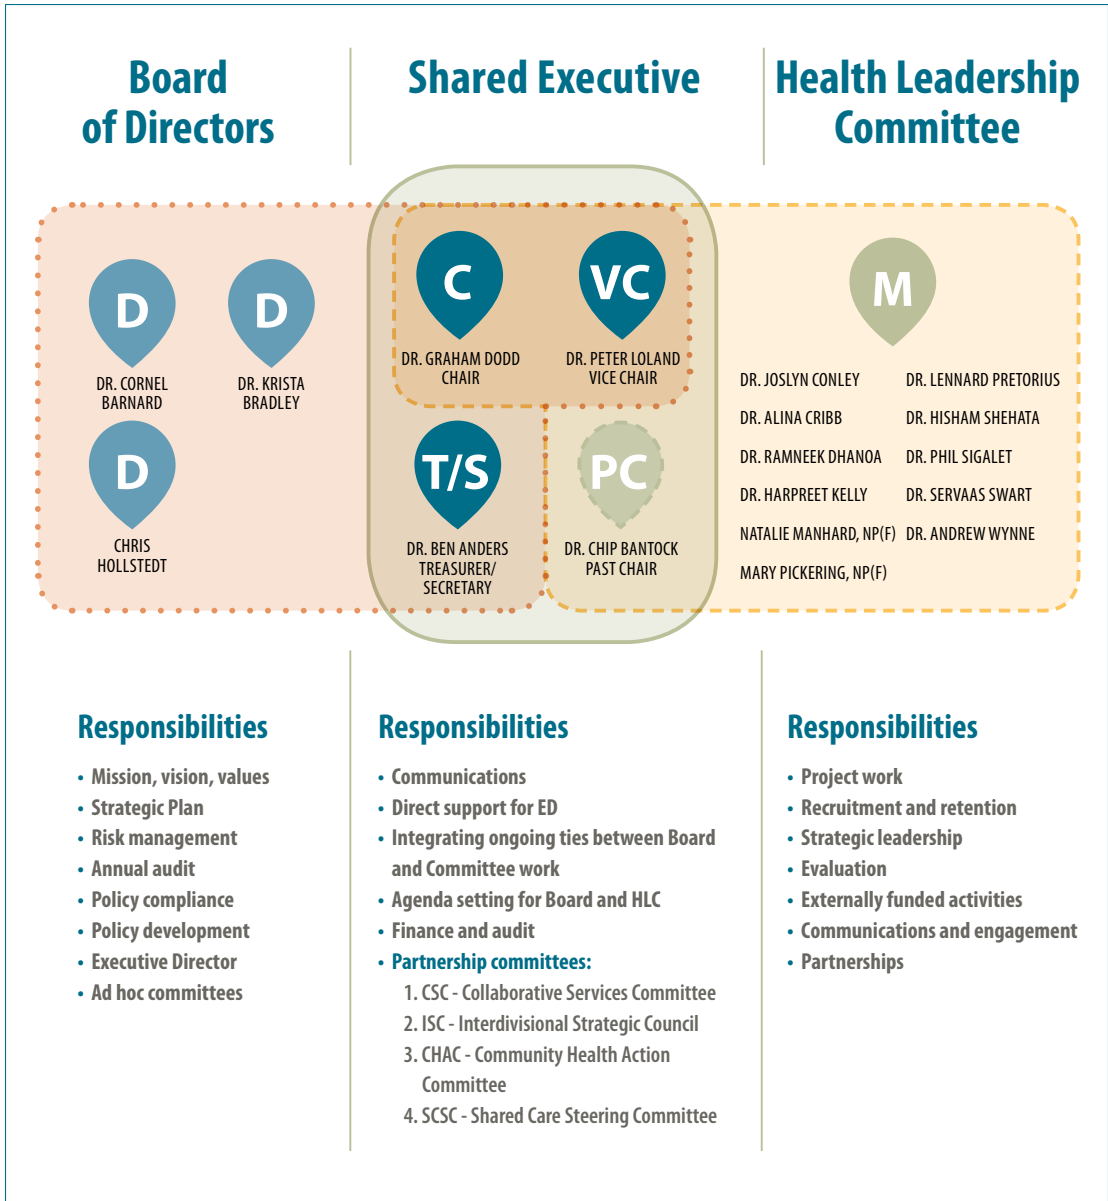 Board
of Directors
Shared Executive
Health Leadership
Committee
D
DR. CORNEL
BARNARD
D
DR. KRISTA
BRADLEY
D
CHRIS
HOLLSTEDT
C
DR. GRAHAM DODD
CHAIR
VC
DR. PETER LOLAND
VICE CHAIR
T/S
DR. BEN ANDERS
TREASURER/
SECRETARY
PC
DR. CHIP BANTOCK
PAST CHAIR
M
DR. JOSLYN CONLEY
DR. ALINA CRIBB
DR. RAMNEEK DHANOA
DR. HARPREET KELLY
NATALIE MANHARD, NP(F)
MARY PICKERING, NP(F)
DR. LENNARD PRETORIUS
DR. HISHAM SHEHATA
DR. PHIL SIGALET
DR. SERVAAS SWART
DR. ANDREW WYNNE
Responsibilities
• Mission, vision, values
• Strategic Plan
• Risk management
• Annual audit
• Policy compliance
• Policy development
• Executive Director
• Ad hoc committees
Responsibilities
• Communications
• Direct support for ED
• Integrating ongoing ties between Board
and Committee work
• Agenda setting for Board and HLC
• Finance and audit
• Partnership committees:
1. CSC - Collaborative Services Committee
2. ISC - Interdivisional Strategic Council
3. CHAC - Community Health Action
Committee
4. SCSC - Shared Care Steering Committee
Responsibilities
• Project work
• Recruitment and retention
• Strategic leadership
• Evaluation
• Externally funded activities
• Communications and engagement
• Partnerships